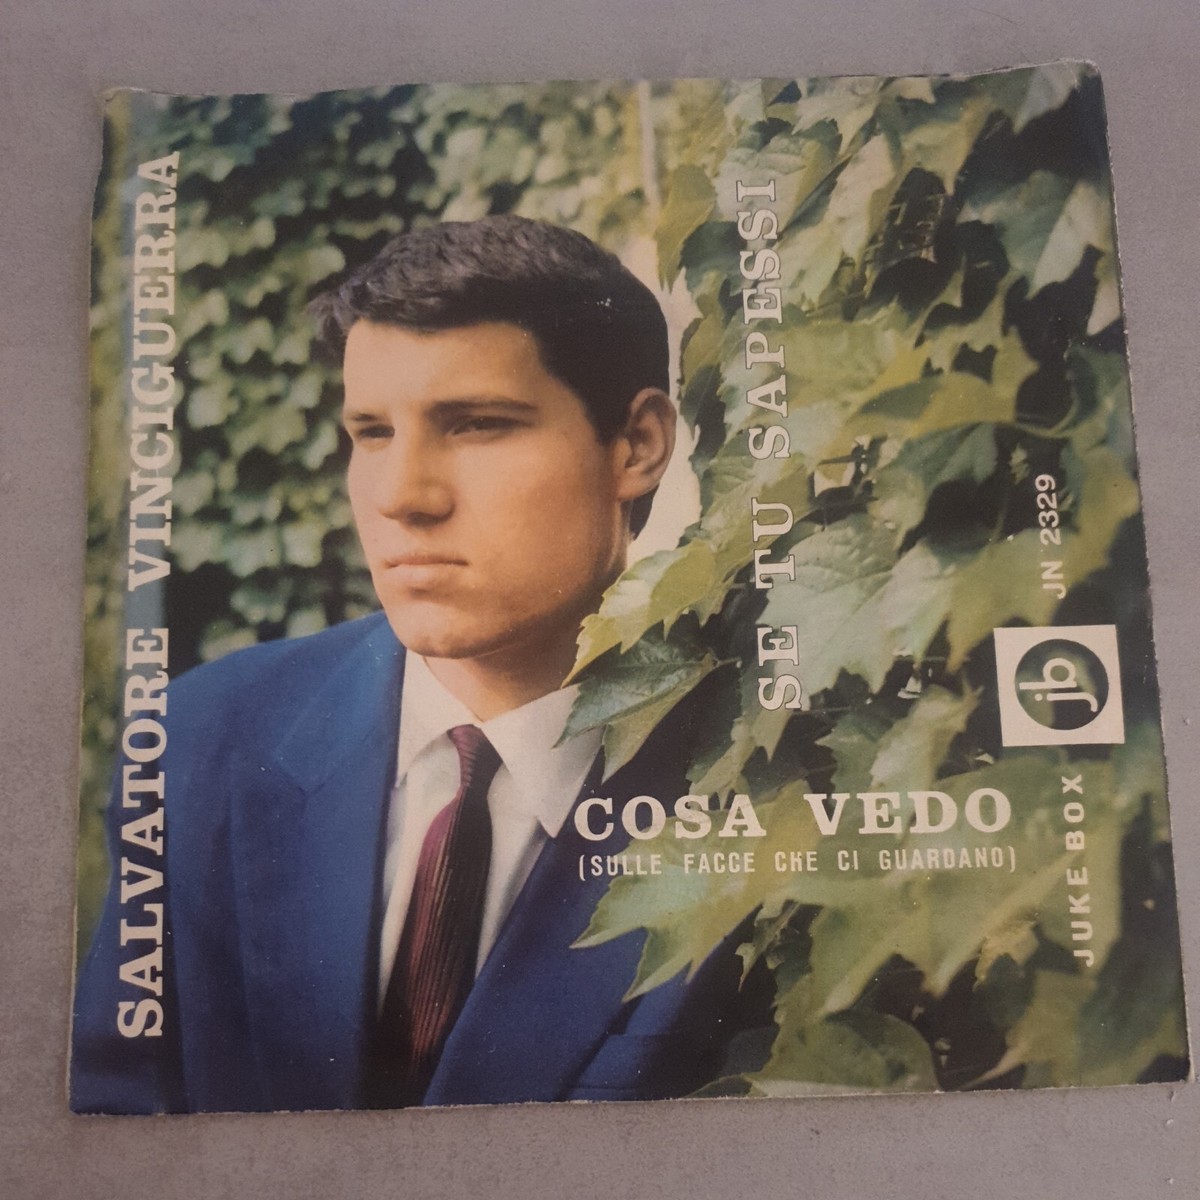 SALVATORE VINCIGUERRA
SE TU SAPESSI
COSA VEDO
(SULLE FACCE CHE CI GUARDANO)
JN 2329
jb
JUKE BOX